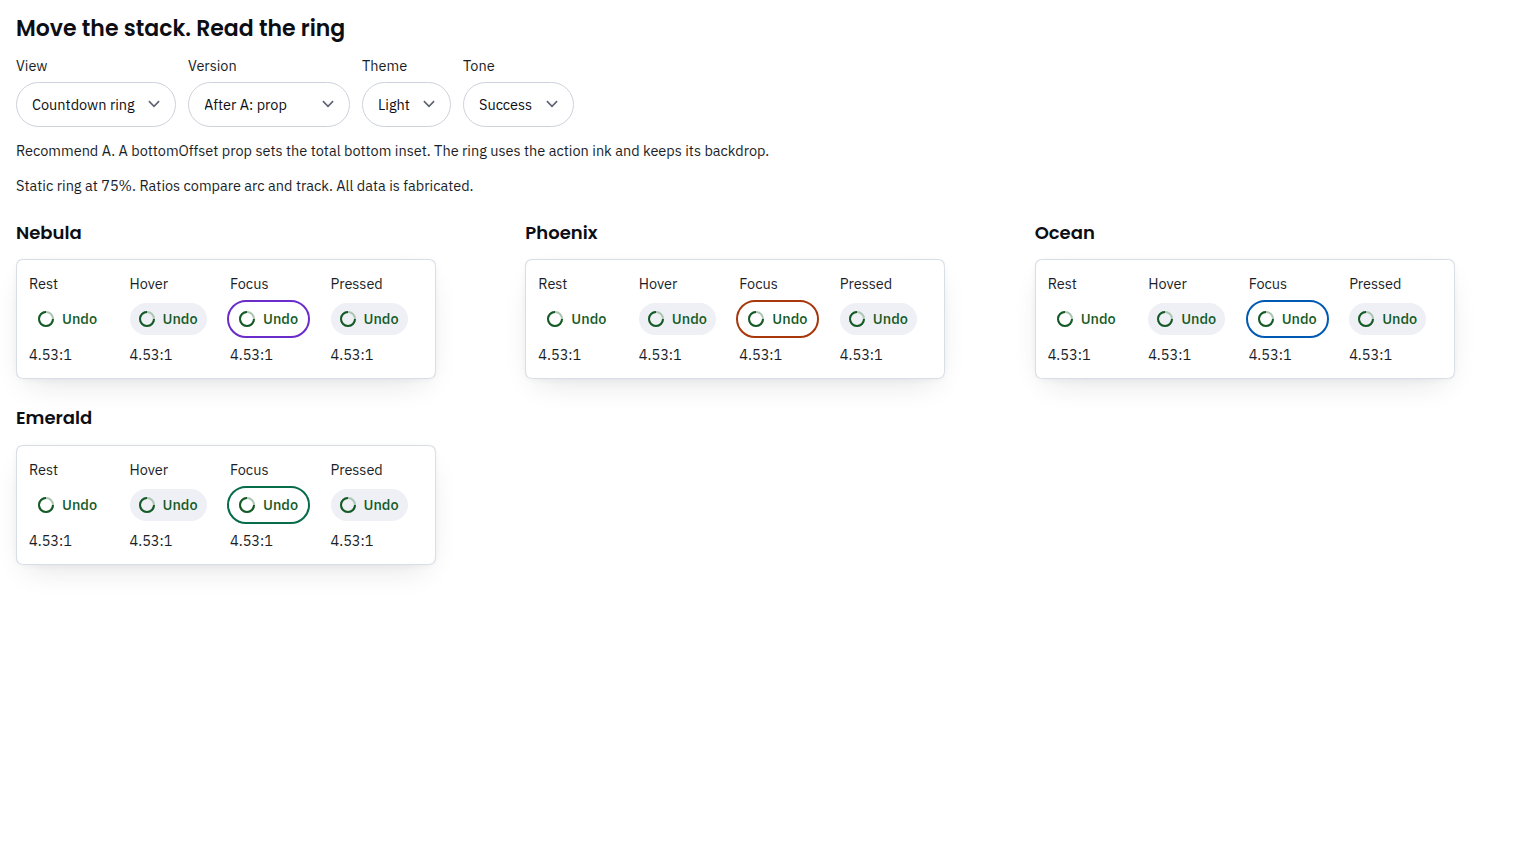 Move the stack. Read the ring
View Version Theme Tone
Countdown ring After A: prop Light Success
Recommend A. A bottomOffset prop sets the total bottom inset. The ring uses the action ink and keeps its backdrop.
Static ring at 75%. Ratios compare arc and track. All data is fabricated.
Nebula
Rest Hover Focus Pressed
Undo Undo Undo Undo
4.53:1 4.53:1 4.53:1 4.53:1
Phoenix
Rest Hover Focus Pressed
Undo Undo Undo Undo
4.53:1 4.53:1 4.53:1 4.53:1
Ocean
Rest Hover Focus Pressed
Undo Undo Undo Undo
4.53:1 4.53:1 4.53:1 4.53:1
Emerald
Rest Hover Focus Pressed
Undo Undo Undo Undo
4.53:1 4.53:1 4.53:1 4.53:1